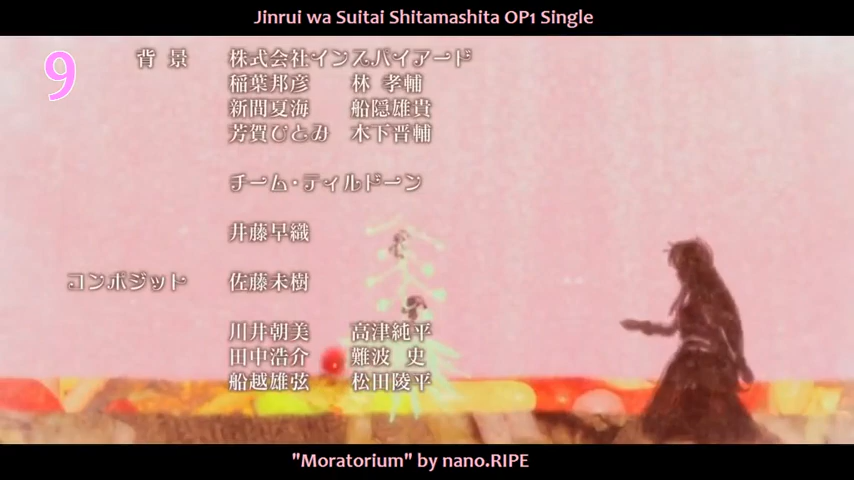 Jinrui wa Suitai Shitamashita OP1 Single
9
背 景 株式会社インスパイアード
稲葉邦彦 林 孝輔
新間夏海 船隠雄貴
芳賀ひとみ 木下晋輔
チーム・ティルドーン
井藤早織
コンポジット 佐藤未樹
川井朝美 高津純平
田中浩介 難波 史
船越雄弦 松田陵平
"Moratorium" by nano.RIPE